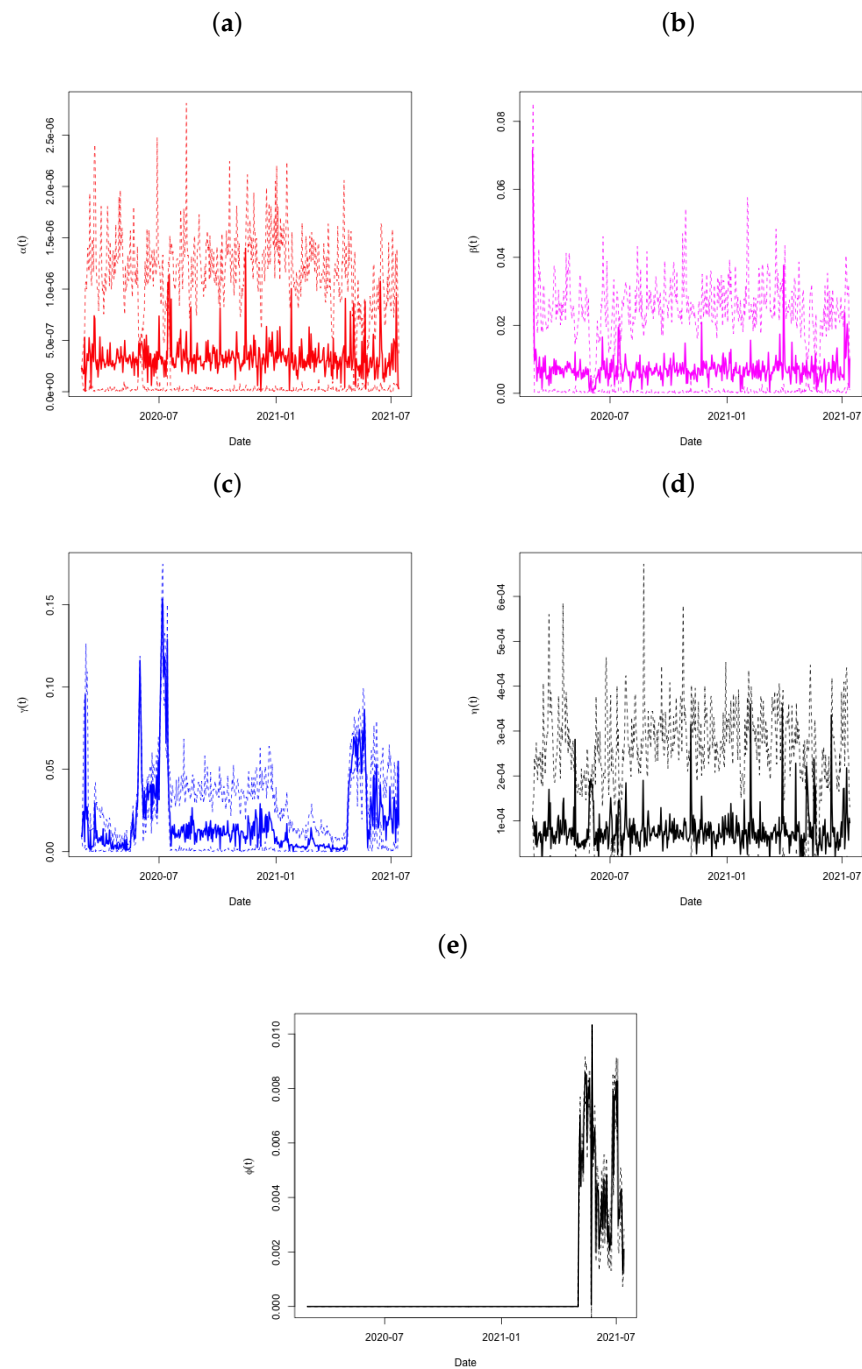 (a)
(b)
α(t)
0.0e+00 5.0e-07 1.0e-06 1.5e-06 2.0e-06 2.5e-06
2020-07 2021-01 2021-07
Date
β(t)
0.00 0.02 0.04 0.06 0.08
2020-07 2021-01 2021-07
Date
(c)
(d)
γ(t)
0.00 0.05 0.10 0.15
2020-07 2021-01 2021-07
Date
η(t)
1e-04 2e-04 3e-04 4e-04 5e-04 6e-04
2020-07 2021-01 2021-07
Date
(e)
ϕ(t)
0.000 0.002 0.004 0.006 0.008 0.010
2020-07 2021-01 2021-07
Date